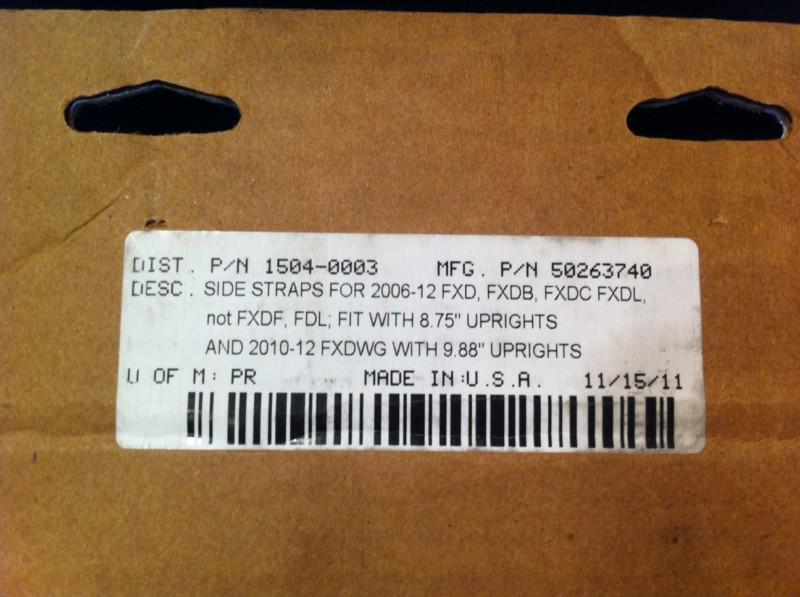 DIST. P/N 1504-0003 MFG. P/N 50263740
DESC. SIDE STRAPS FOR 2006-12 FXD, FXDB, FXDC FXDL,
not FXDF, FDL; FIT WITH 8.75" UPRIGHTS
AND 2010-12 FXDWG WITH 9.88" UPRIGHTS
U OF M: PR MADE IN:U.S.A. 11/15/11